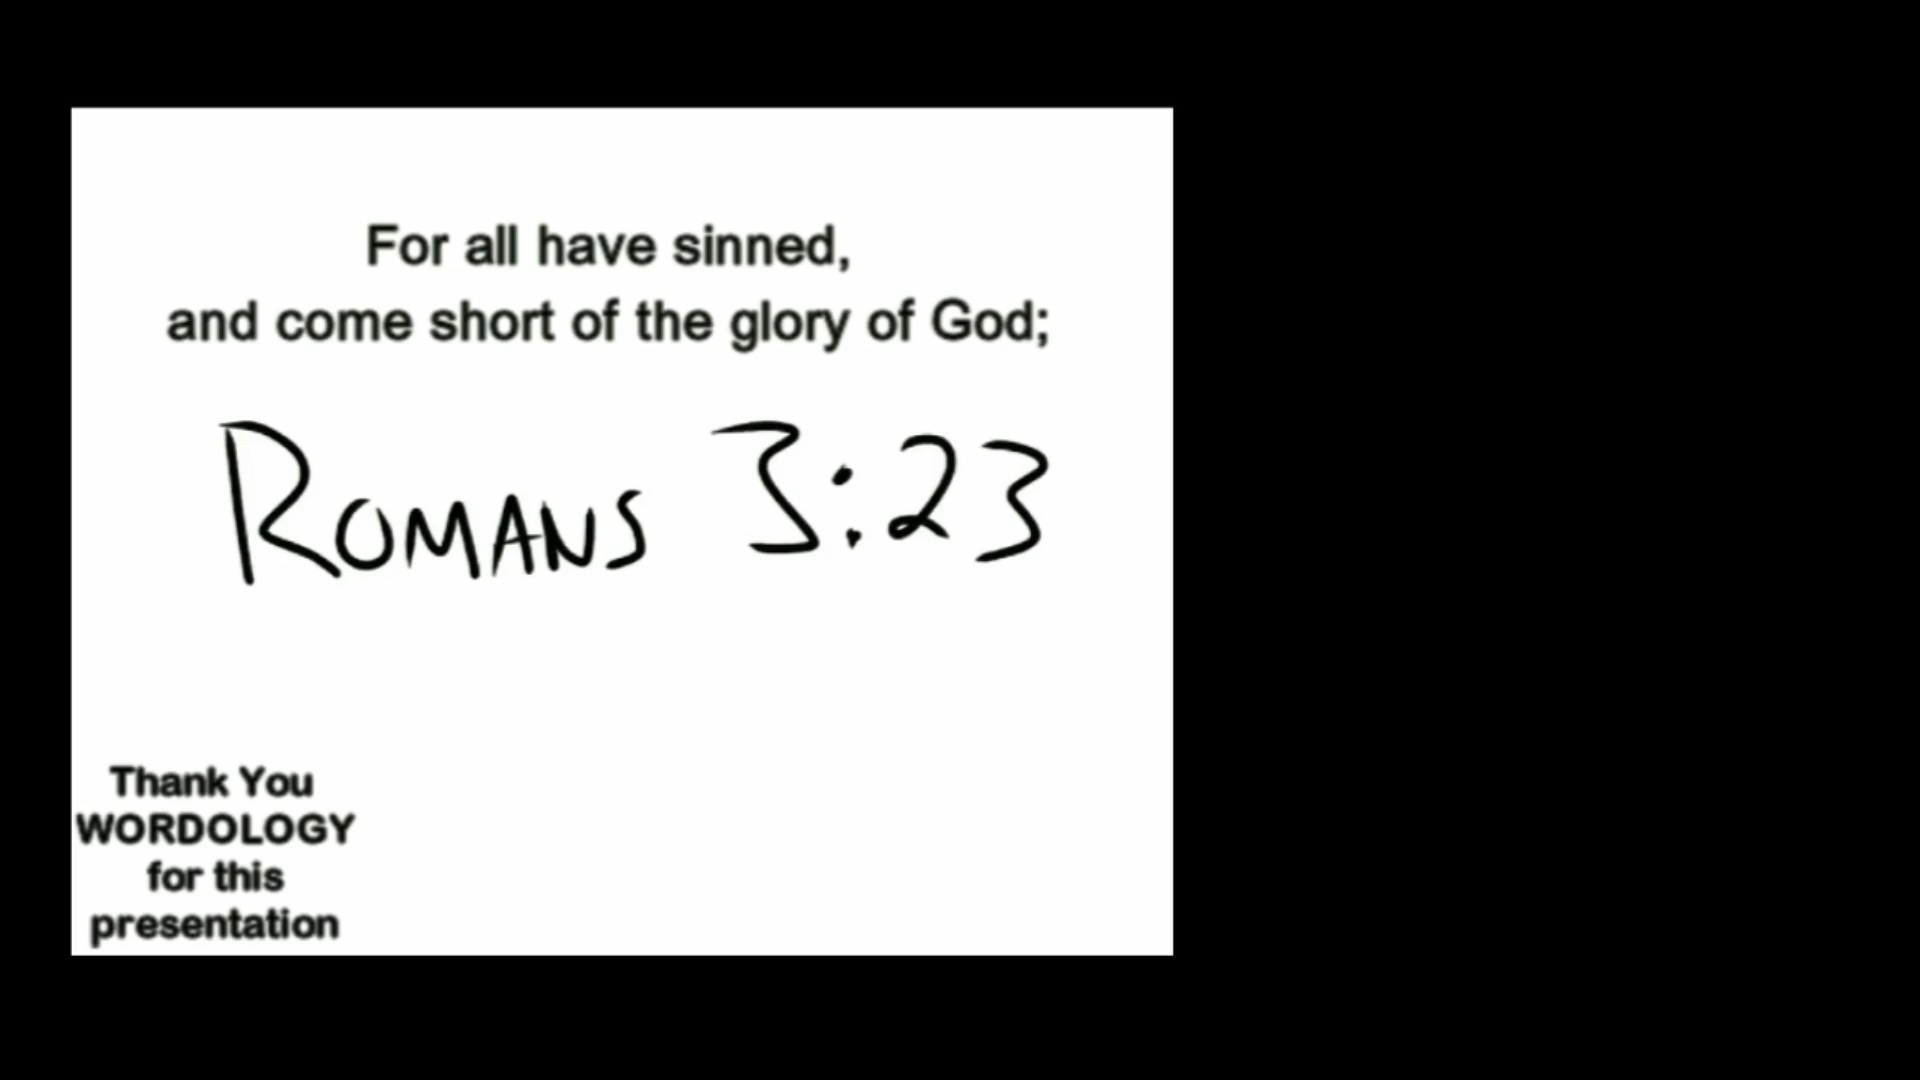 For all have sinned,
and come short of the glory of God;
ROMANS 3:23
Thank You
WORDOLOGY
for this
presentation